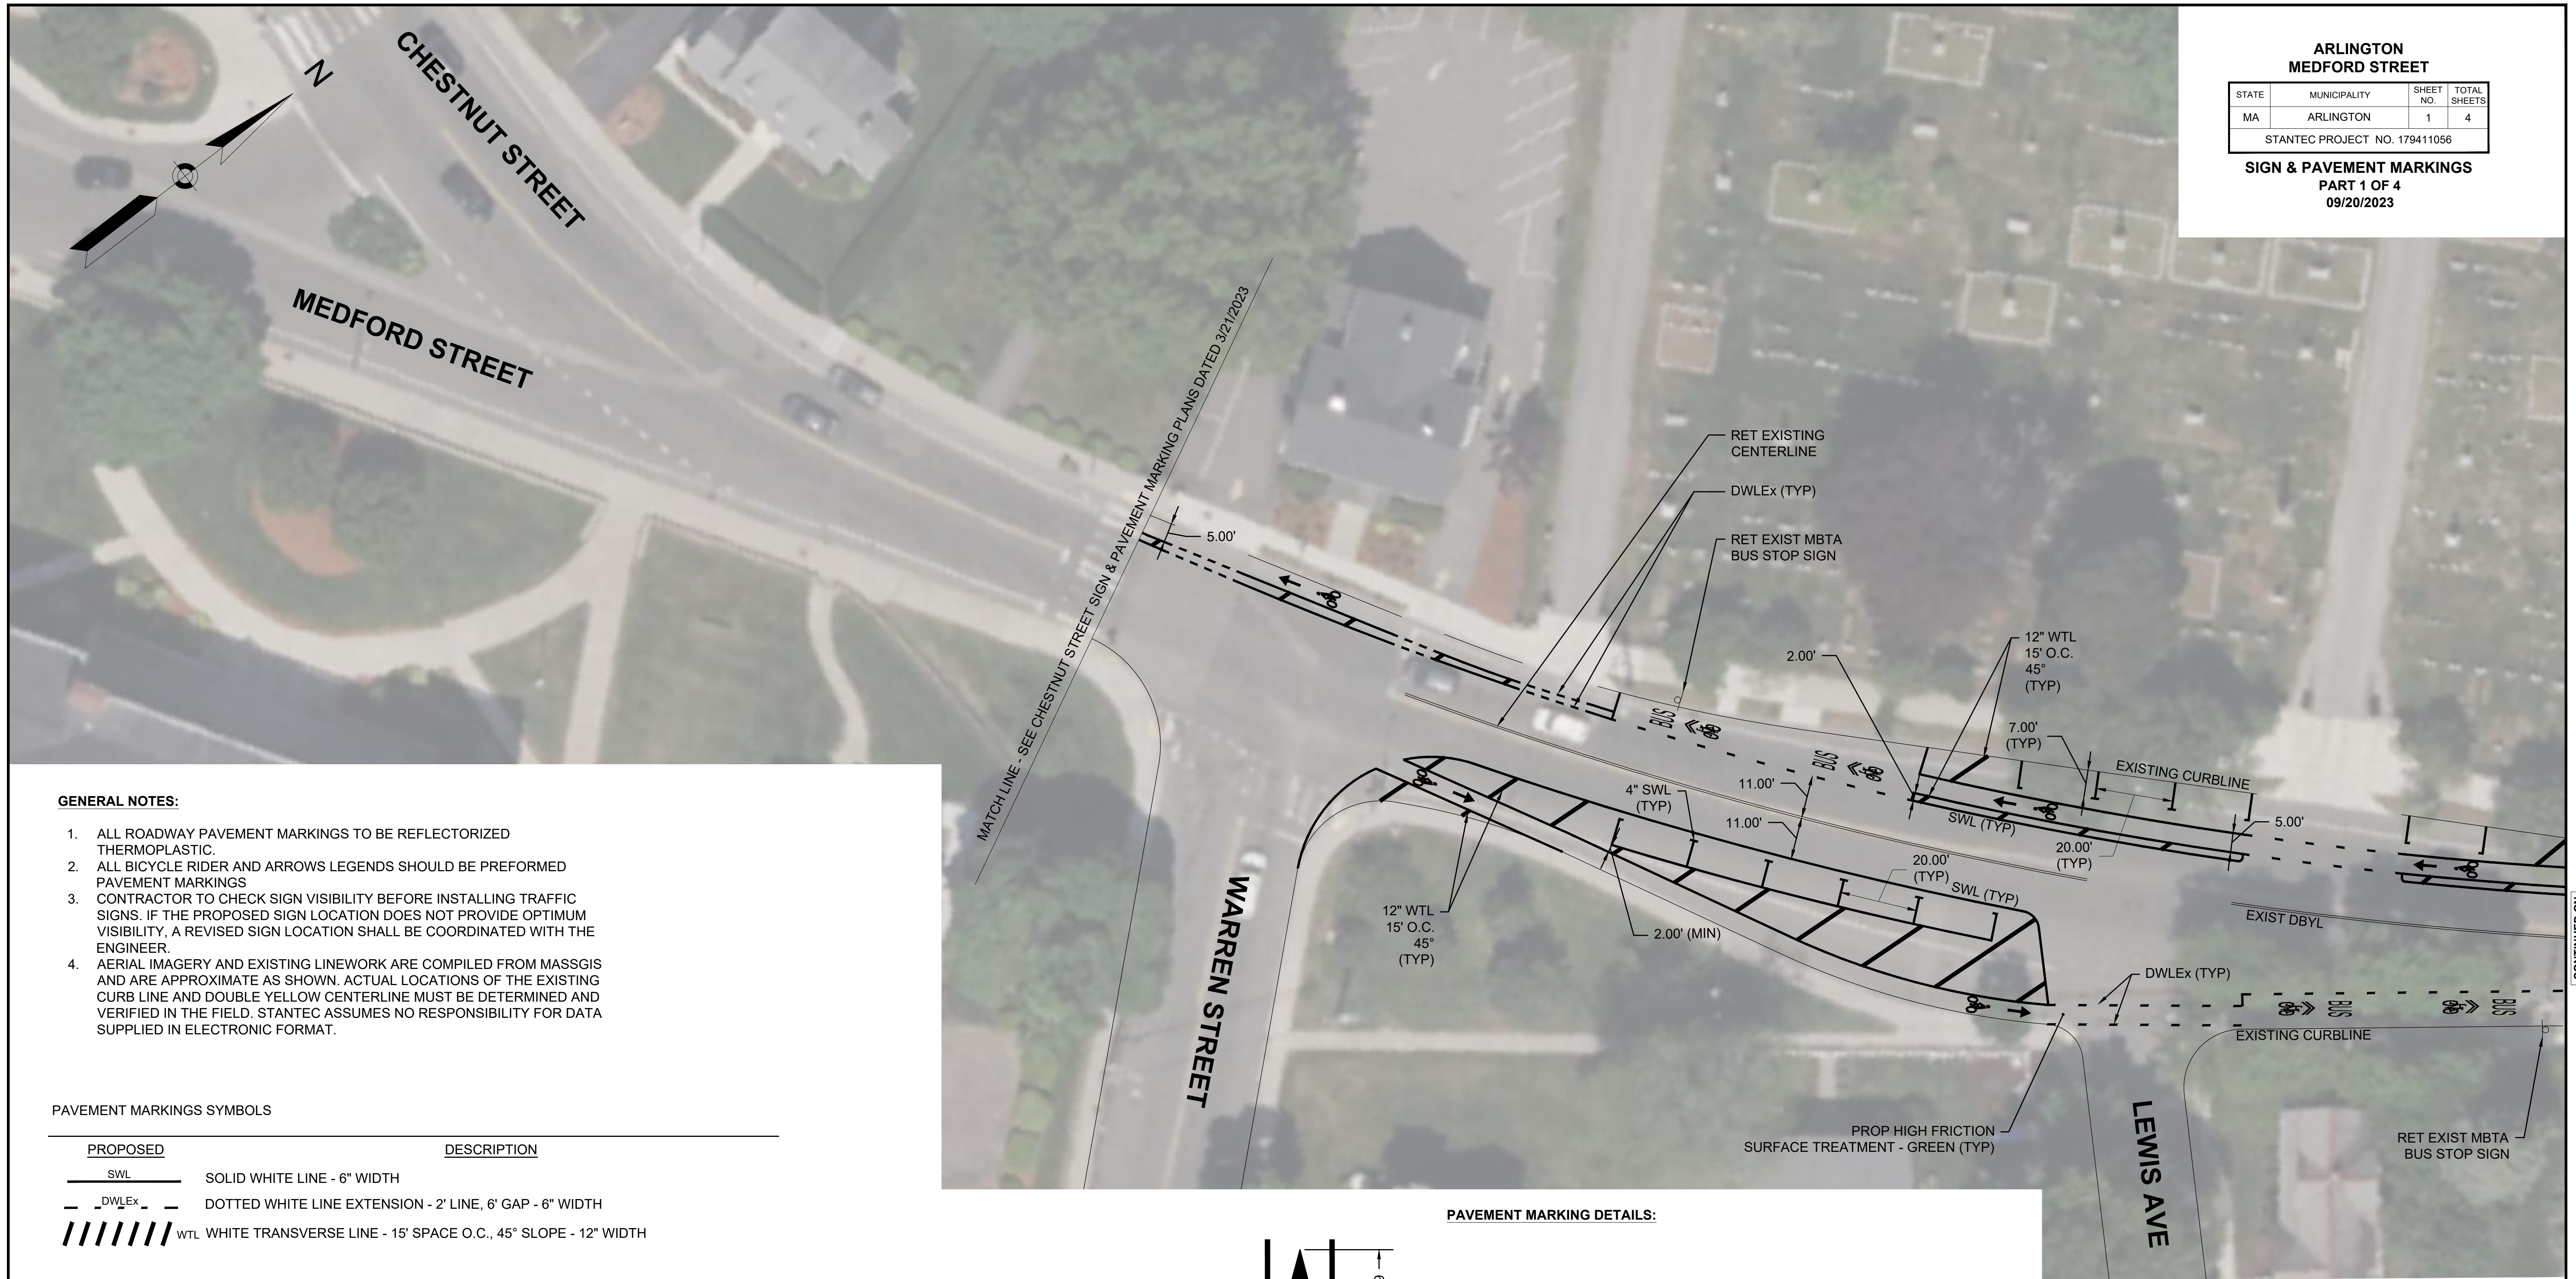 ARLINGTON
MEDFORD STREET
STATE MUNICIPALITY SHEET NO. TOTAL SHEETS
MA ARLINGTON 1 4
STANTEC PROJECT NO. 179411056
SIGN & PAVEMENT MARKINGS
PART 1 OF 4
09/20/2023
N
CHESTNUT STREET
MEDFORD STREET
MATCH LINE - SEE CHESTNUT STREET SIGN & PAVEMENT MARKING PLANS DATED 3/21/2023
RET EXISTING
CENTERLINE
DWLEx (TYP)
5.00'
RET EXIST MBTA
BUS STOP SIGN
2.00'
12" WTL
15' O.C.
45°
(TYP)
7.00'
(TYP)
EXISTING CURBLINE
BUS
BUS
11.00'
11.00'
4" SWL
(TYP)
SWL (TYP)
20.00'
(TYP)
5.00'
20.00'
(TYP)
SWL (TYP)
12" WTL
15' O.C.
45°
(TYP)
2.00' (MIN)
EXIST DBYL
DWLEx (TYP)
BUS
BUS
EXISTING CURBLINE
WARREN STREET
PROP HIGH FRICTION
SURFACE TREATMENT - GREEN (TYP)
LEWIS AVE
RET EXIST MBTA
BUS STOP SIGN
GENERAL NOTES:
1. ALL ROADWAY PAVEMENT MARKINGS TO BE REFLECTORIZED
THERMOPLASTIC.
2. ALL BICYCLE RIDER AND ARROWS LEGENDS SHOULD BE PREFORMED
PAVEMENT MARKINGS
3. CONTRACTOR TO CHECK SIGN VISIBILITY BEFORE INSTALLING TRAFFIC
SIGNS. IF THE PROPOSED SIGN LOCATION DOES NOT PROVIDE OPTIMUM
VISIBILITY, A REVISED SIGN LOCATION SHALL BE COORDINATED WITH THE
ENGINEER.
4. AERIAL IMAGERY AND EXISTING LINEWORK ARE COMPILED FROM MASSGIS
AND ARE APPROXIMATE AS SHOWN. ACTUAL LOCATIONS OF THE EXISTING
CURB LINE AND DOUBLE YELLOW CENTERLINE MUST BE DETERMINED AND
VERIFIED IN THE FIELD. STANTEC ASSUMES NO RESPONSIBILITY FOR DATA
SUPPLIED IN ELECTRONIC FORMAT.
PAVEMENT MARKINGS SYMBOLS
PROPOSED DESCRIPTION
SWL SOLID WHITE LINE - 6" WIDTH
DWLEx DOTTED WHITE LINE EXTENSION - 2' LINE, 6' GAP - 6" WIDTH
WTL WHITE TRANSVERSE LINE - 15' SPACE O.C., 45° SLOPE - 12" WIDTH
PAVEMENT MARKING DETAILS: